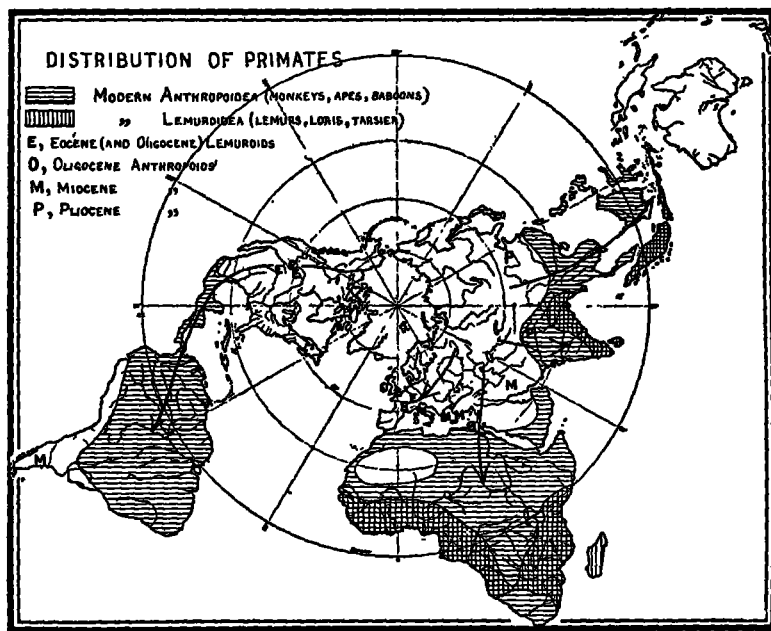 DISTRIBUTION OF PRIMATES
MODERN ANTHROPOIDEA (MONKEYS, APES, BABOONS)
„ LEMUROIDEA (LEMURS, LORIS, TARSIER)
E, EOCENE (AND OLIGOCENE) LEMUROIDS
O, OLIGOCENE ANTHROPOIDS
M, MIOCENE „
P, PLIOCENE „
P
E
M
M